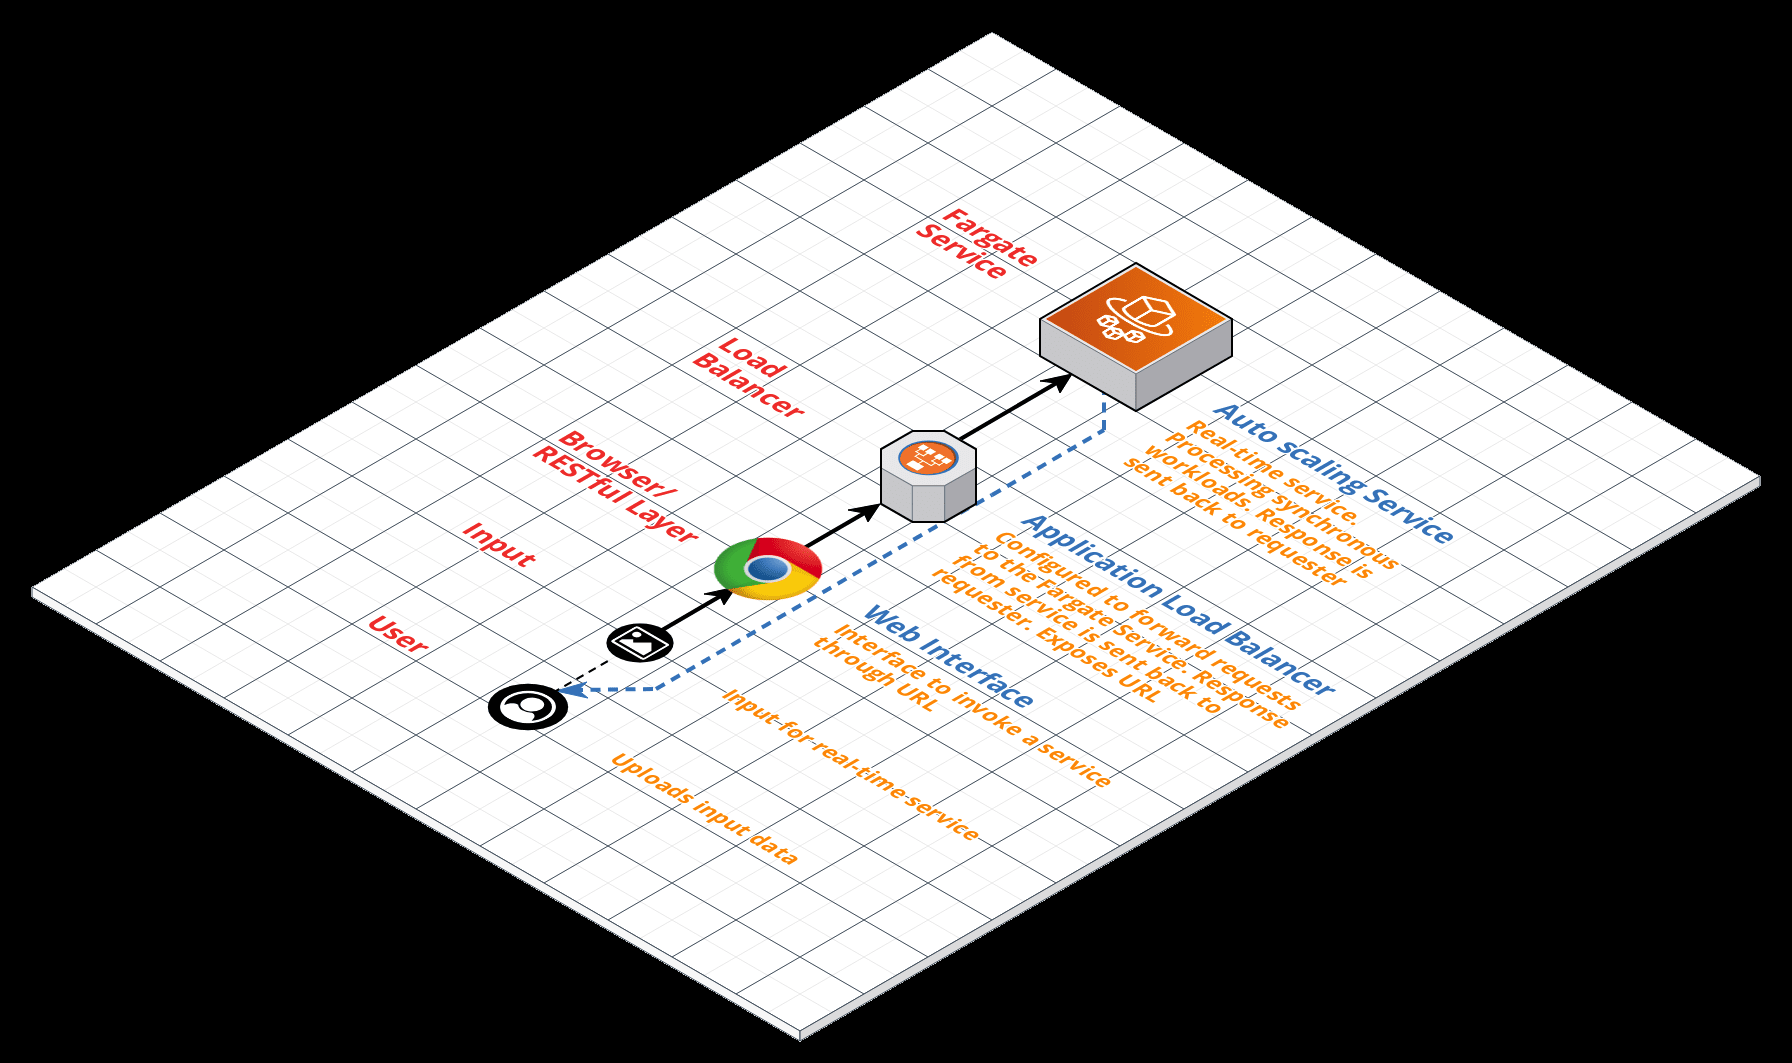 Fargate
Service
Load
Balancer
Browser/
RESTful Layer
Input
User
Auto scaling Service
Real-time service.
Processing synchronous
workloads. Response is
sent back to requester
Application Load Balancer
Configured to forward requests
to the Fargate Service. Response
from service is sent back to
requester. Exposes URL
Web Interface
Interface to invoke a service
through URL
Input for real-time service
Uploads input data